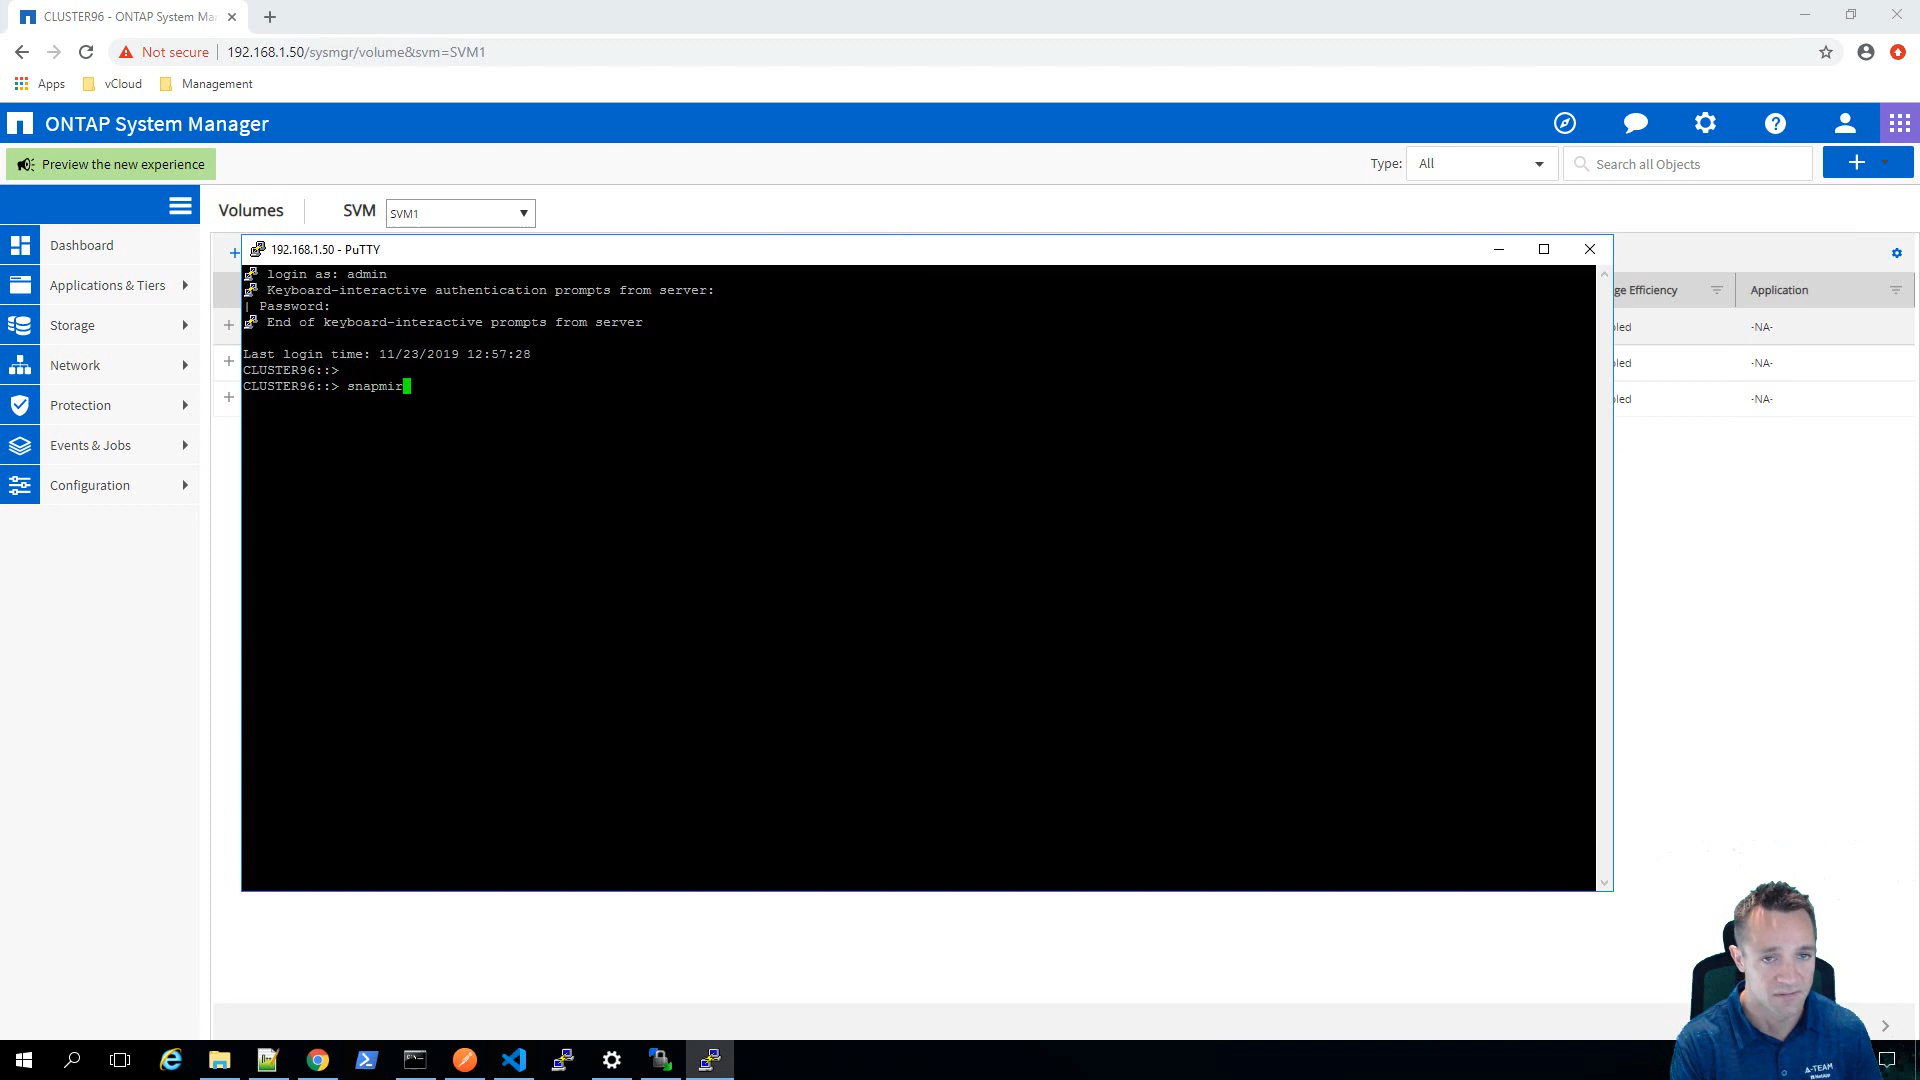 CLUSTER96 - ONTAP System Ma
Not secure
192.168.1.50/sysmgr/volume&svm=SVM1
Apps
vCloud
Management
ONTAP System Manager
Preview the new experience
Type:
All
Search all Objects
Volumes
SVM
SVM1
Dashboard
Applications & Tiers
Storage
Network
Protection
Events & Jobs
Configuration
192.168.1.50 - PuTTY
login as: admin
Keyboard-interactive authentication prompts from server:
| Password:
End of keyboard-interactive prompts from server
Last login time: 11/23/2019 12:57:28
CLUSTER96::>
CLUSTER96::> snapmir
ge Efficiency
Application
bled
-NA-
bled
-NA-
bled
-NA-
A-TEAM